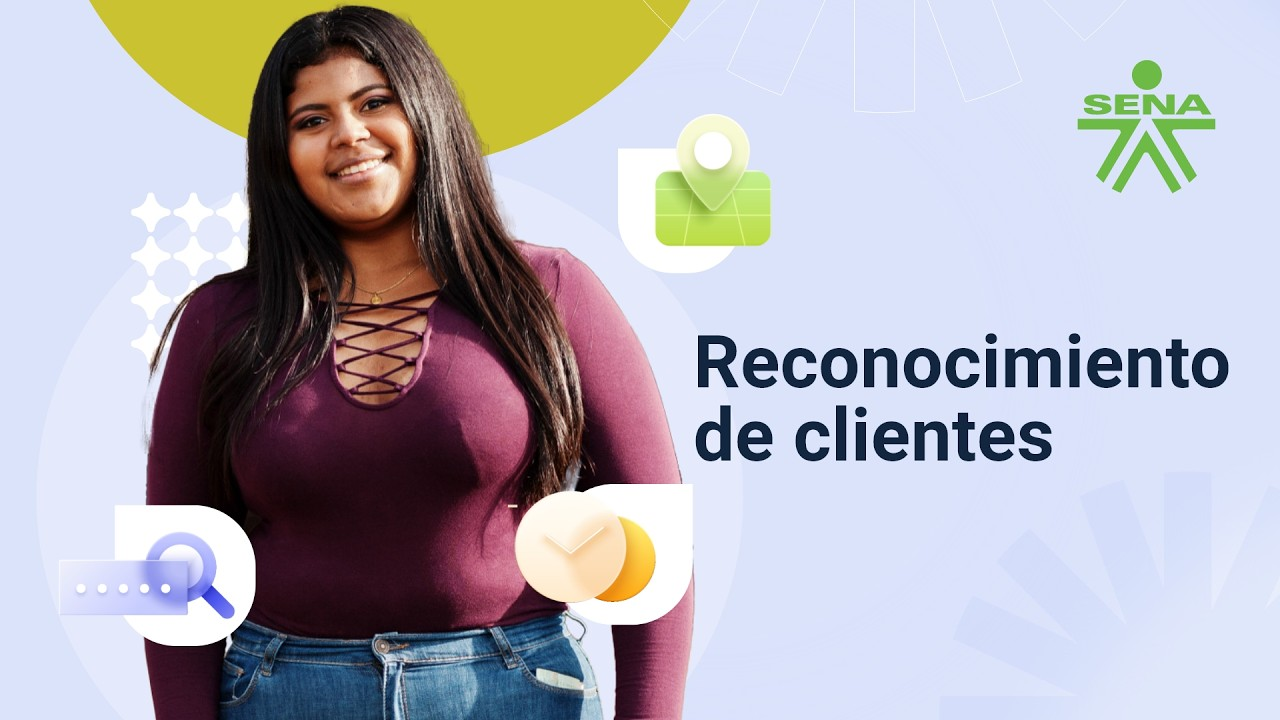 SENA
Reconocimiento
de clientes